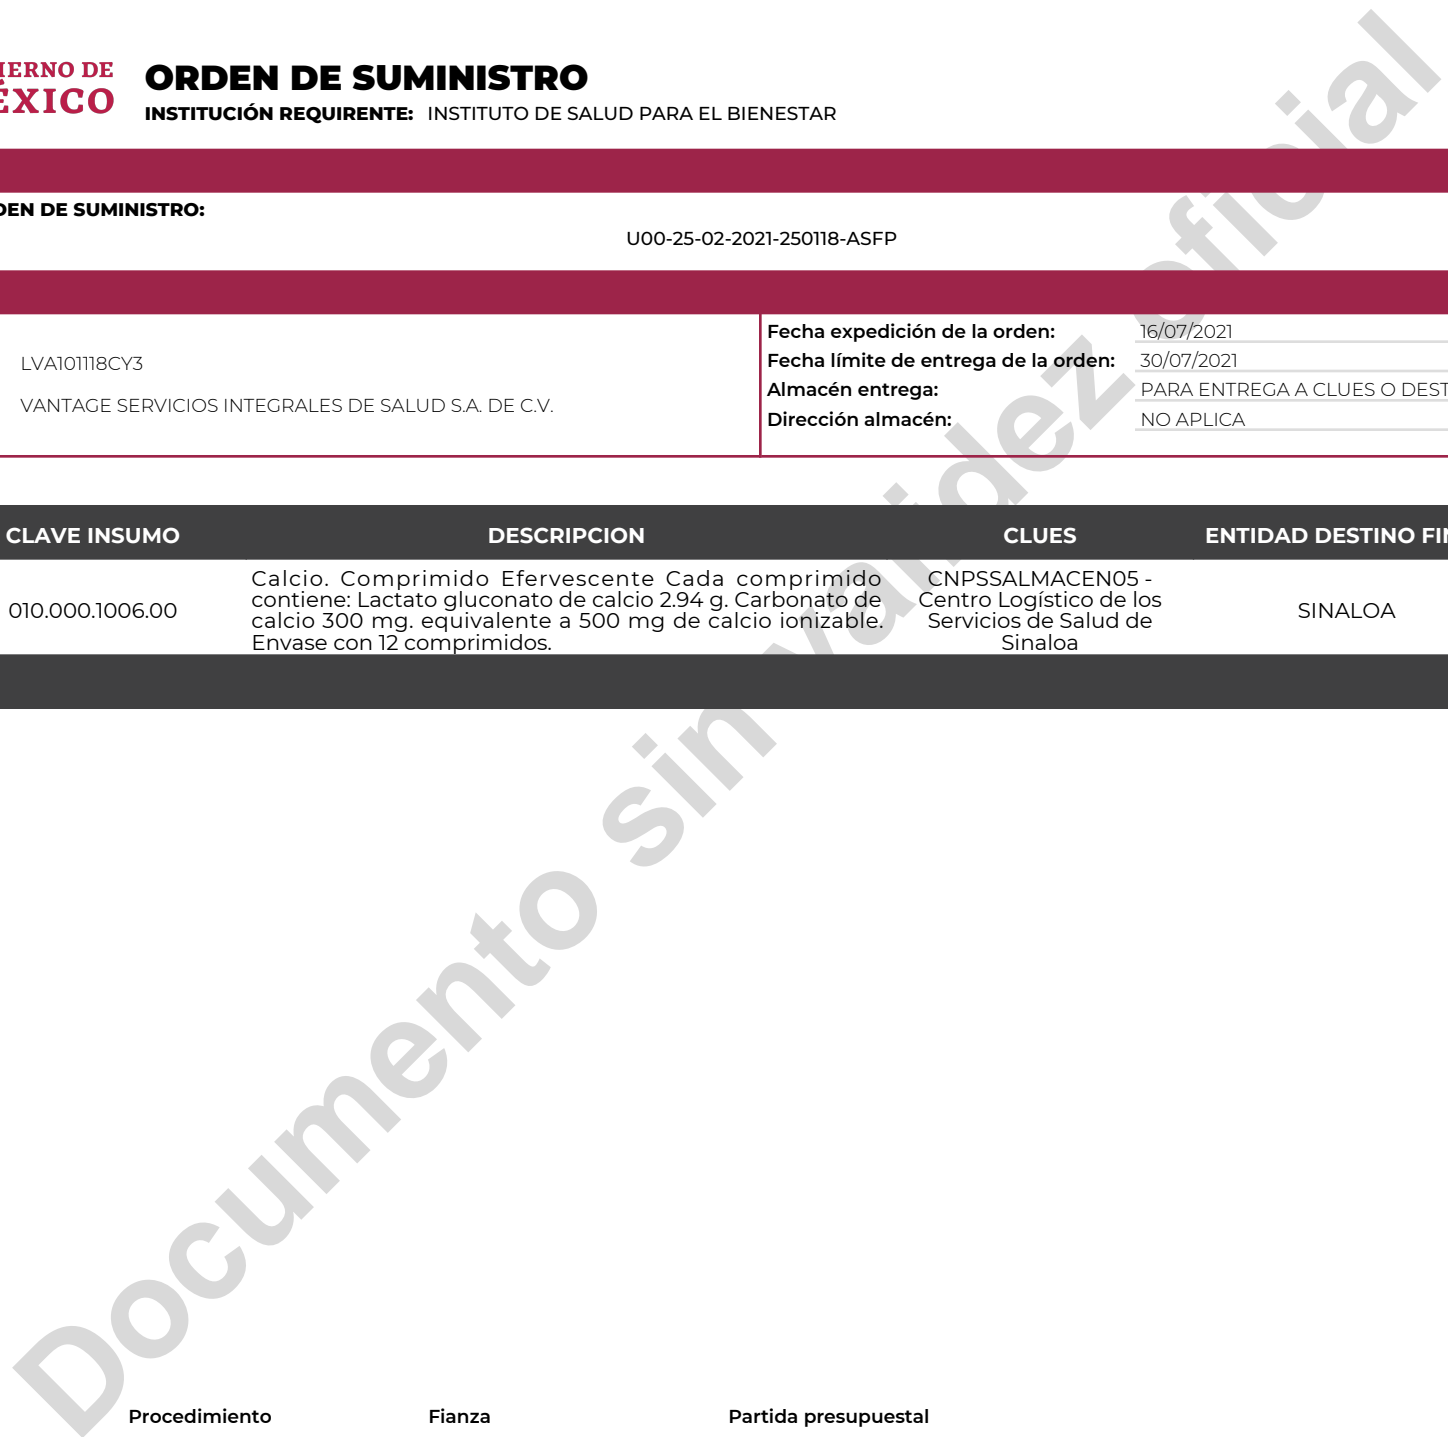 IERNO DE
ÉXICO
ORDEN DE SUMINISTRO
INSTITUCIÓN REQUIRENTE: INSTITUTO DE SALUD PARA EL BIENESTAR
DEN DE SUMINISTRO:
U00-25-02-2021-250118-ASFP
LVA101118CY3
VANTAGE SERVICIOS INTEGRALES DE SALUD S.A. DE C.V.
Fecha expedición de la orden: 16/07/2021
Fecha límite de entrega de la orden: 30/07/2021
Almacén entrega: PARA ENTREGA A CLUES O DEST
Dirección almacén: NO APLICA
CLAVE INSUMO DESCRIPCION CLUES ENTIDAD DESTINO FIN
010.000.1006.00
Calcio. Comprimido Efervescente Cada comprimido
contiene: Lactato gluconato de calcio 2.94 g. Carbonato de
calcio 300 mg. equivalente a 500 mg de calcio ionizable.
Envase con 12 comprimidos.
CNPSSALMACEN05 -
Centro Logístico de los
Servicios de Salud de
Sinaloa
SINALOA
Documento sin validez oficial
Procedimiento Fianza Partida presupuestal